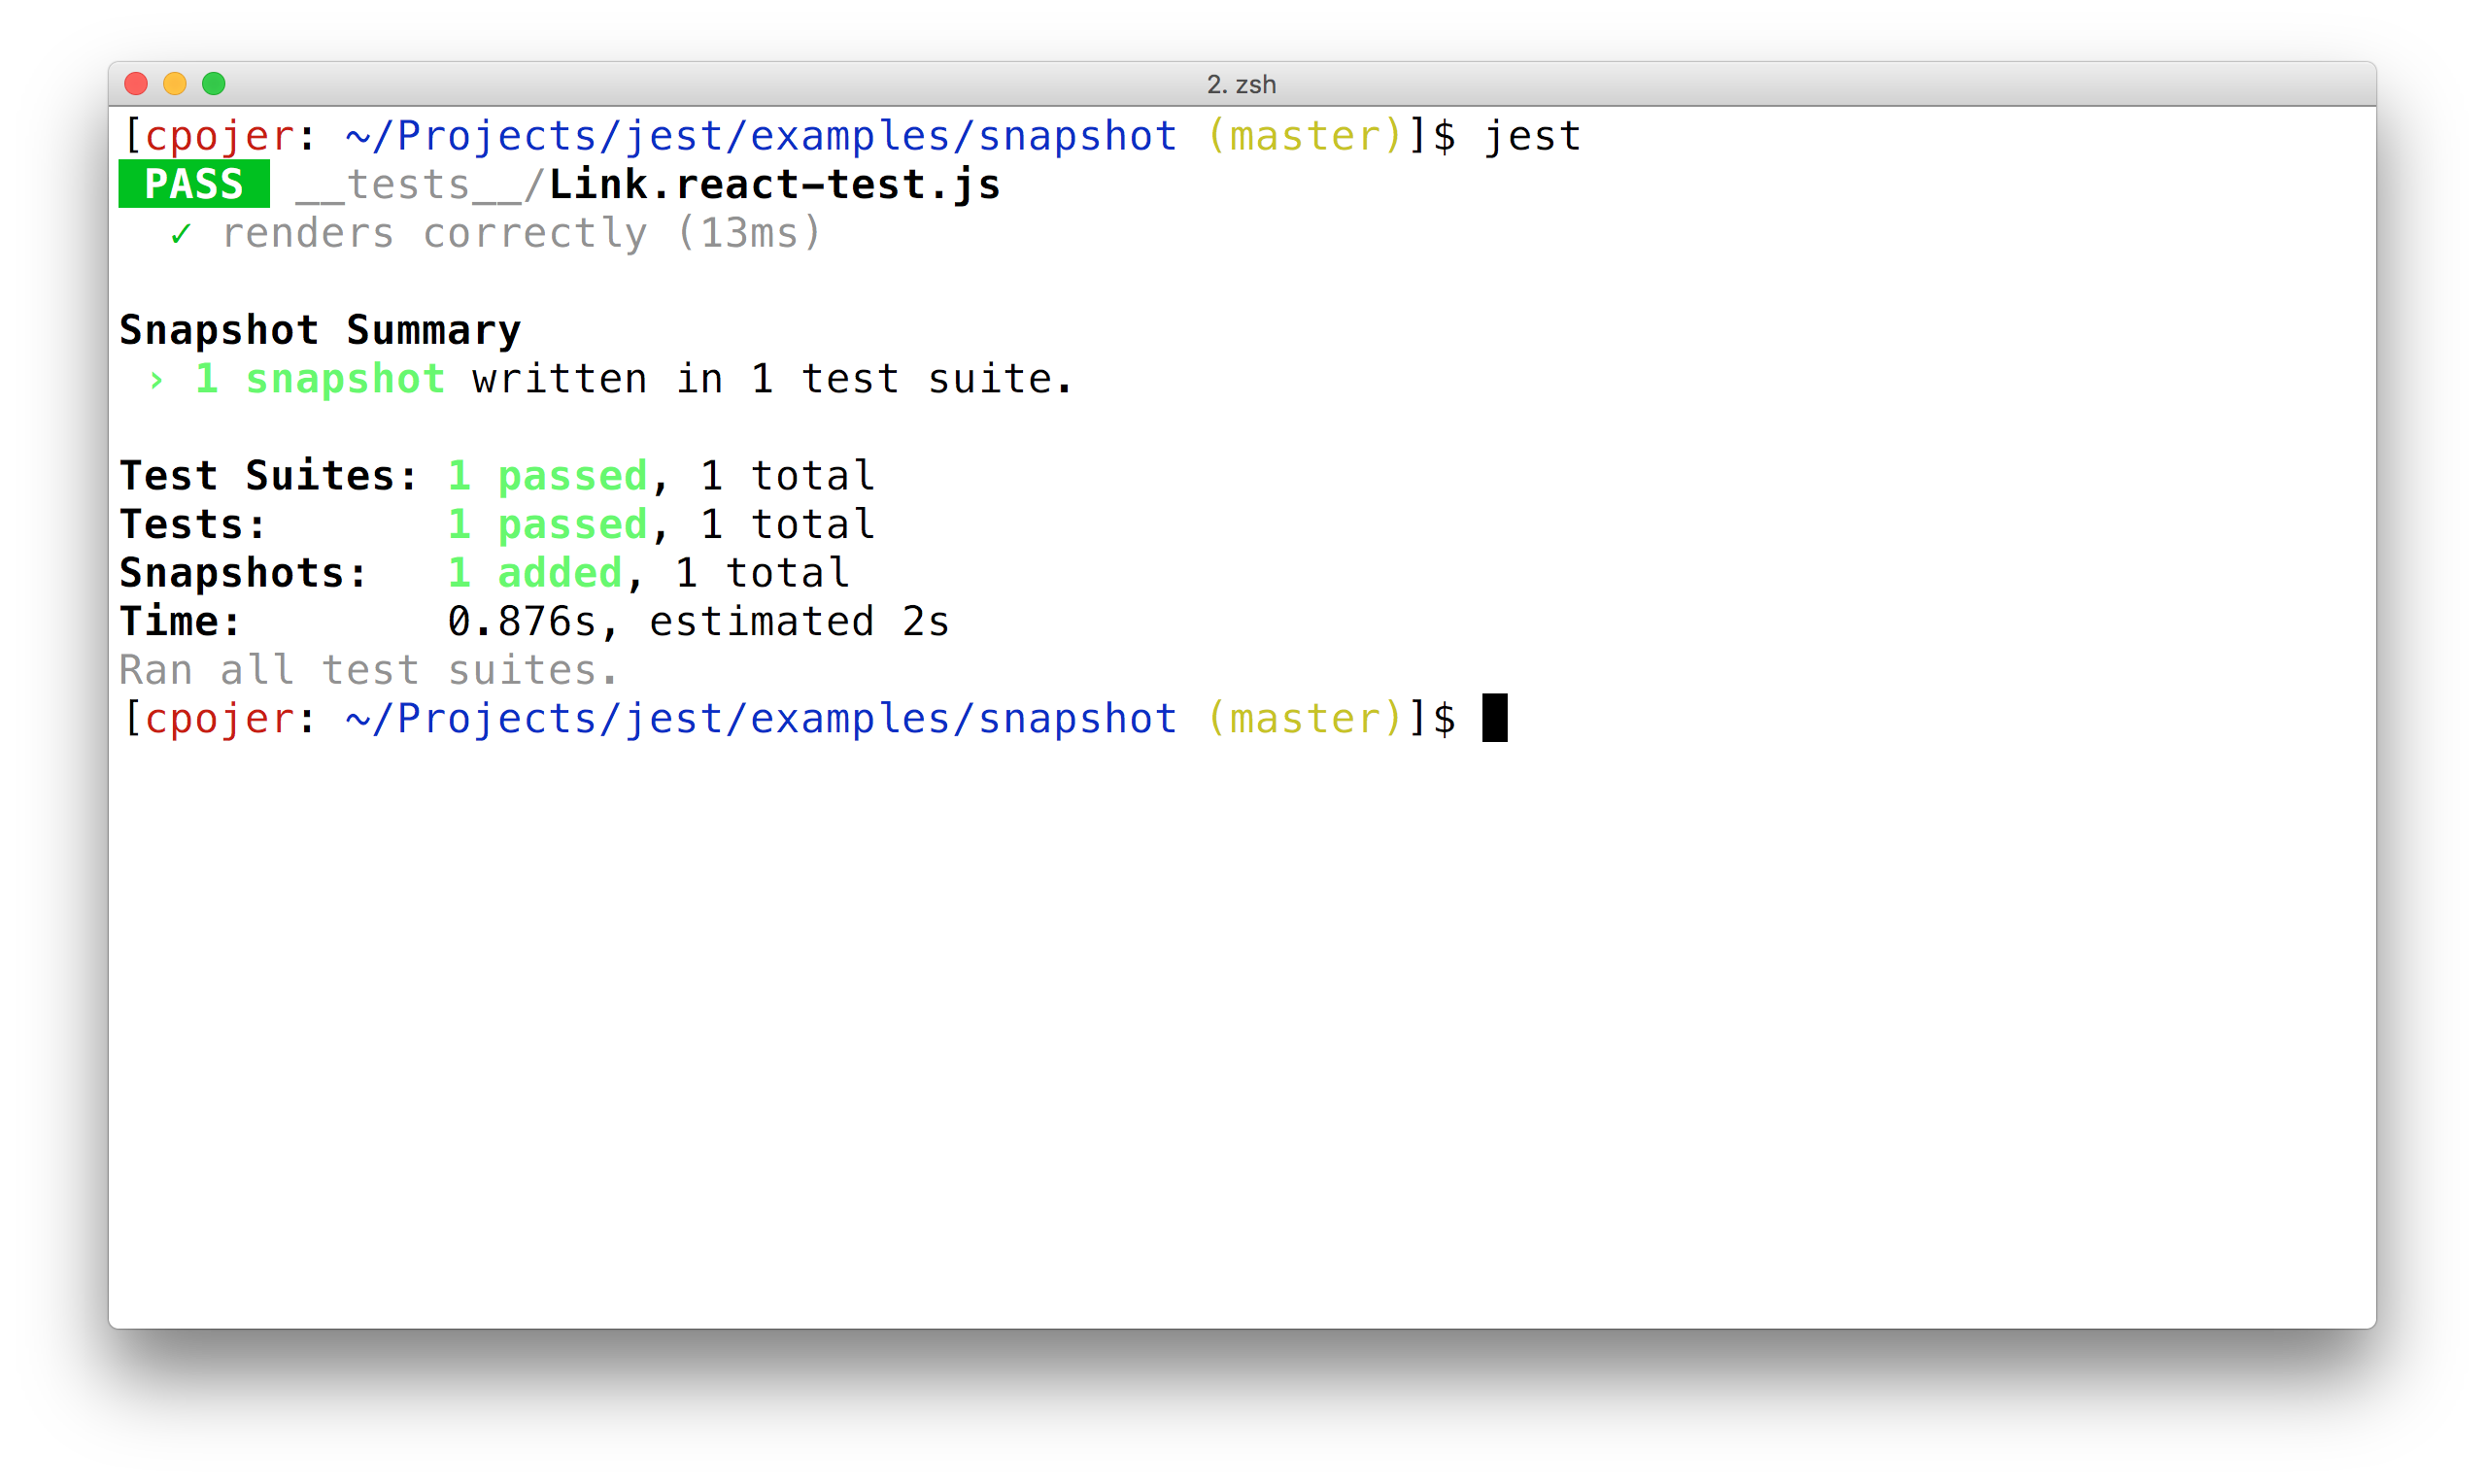 2. zsh
[cpojer: ~/Projects/jest/examples/snapshot (master)]$ jest
PASS __tests__/Link.react-test.js
✓ renders correctly (13ms)
Snapshot Summary
› 1 snapshot written in 1 test suite.
Test Suites: 1 passed, 1 total
Tests: 1 passed, 1 total
Snapshots: 1 added, 1 total
Time: 0.876s, estimated 2s
Ran all test suites.
[cpojer: ~/Projects/jest/examples/snapshot (master)]$